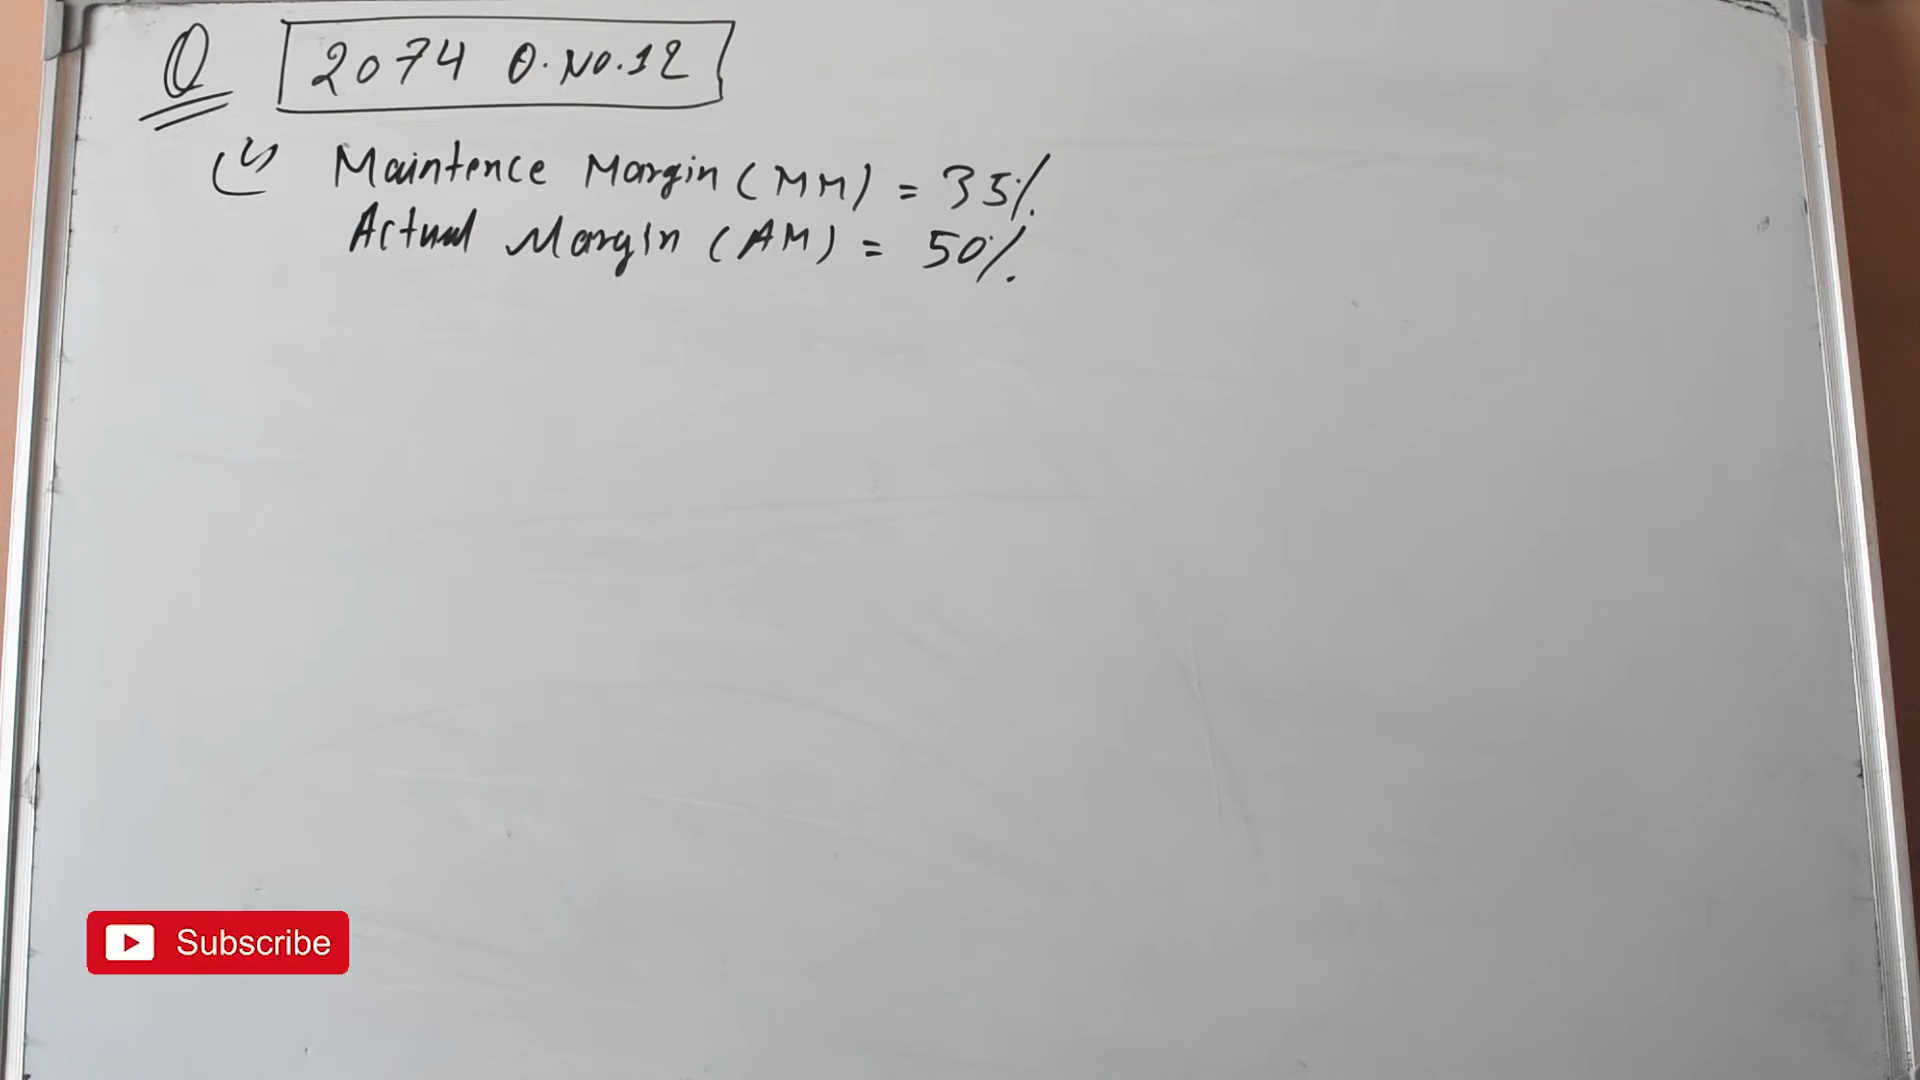 Q 2074 Q.NO.12
Maintence Margin (MM) = 35%.
Actual Margin (AM) = 50%.
Subscribe